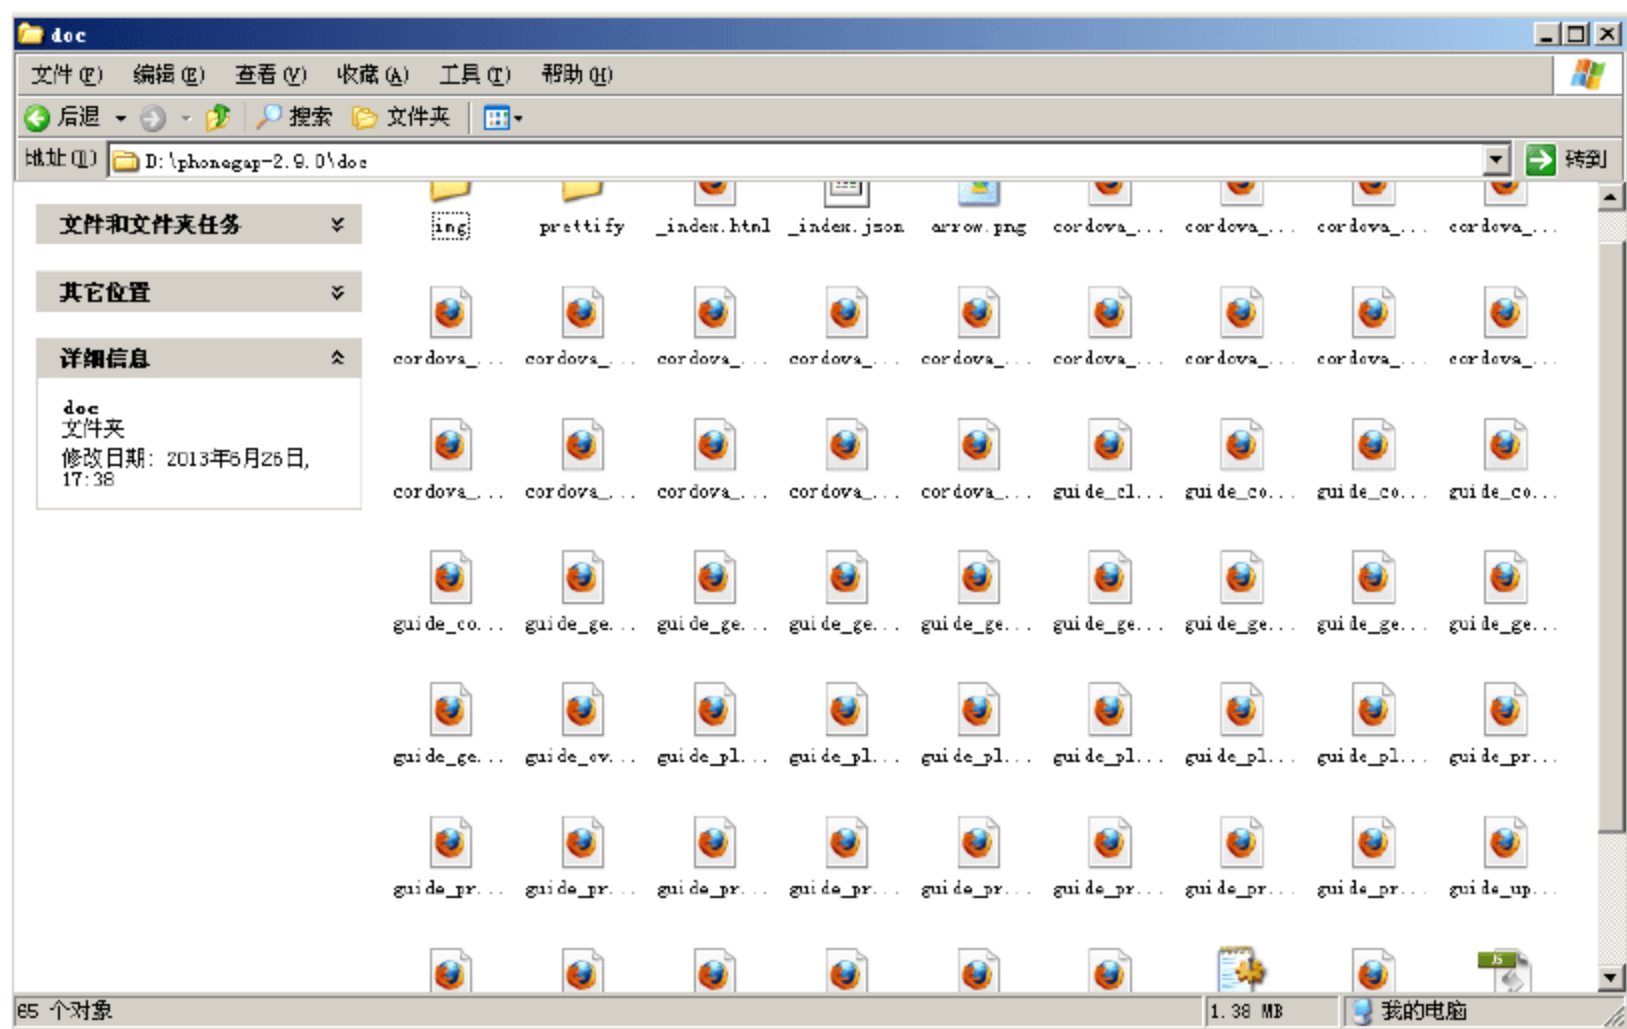 doc
文件(F) 编辑(E) 查看(V) 收藏(A) 工具(T) 帮助(H)
后退 搜索 文件夹
地址(D) D:\phonegap-2.9.0\doc 转到
文件和文件夹任务
其它位置
详细信息
doc
文件夹
修改日期: 2013年6月26日,
17:38
img prettify _index.html _index.json arrow.png cordova_... cordova_... cordova_... cordova_...
cordova_... cordova_... cordova_... cordova_... cordova_... cordova_... cordova_... cordova_... cordova_...
cordova_... cordova_... cordova_... cordova_... cordova_... guide_cl... guide_co... guide_co... guide_co...
guide_co... guide_ge... guide_ge... guide_ge... guide_ge... guide_ge... guide_ge... guide_ge... guide_ge...
guide_ge... guide_ov... guide_pl... guide_pl... guide_pl... guide_pl... guide_pl... guide_pl... guide_pr...
guide_pr... guide_pr... guide_pr... guide_pr... guide_pr... guide_pr... guide_pr... guide_pr... guide_up...
JS
65 个对象 1.38 MB 我的电脑